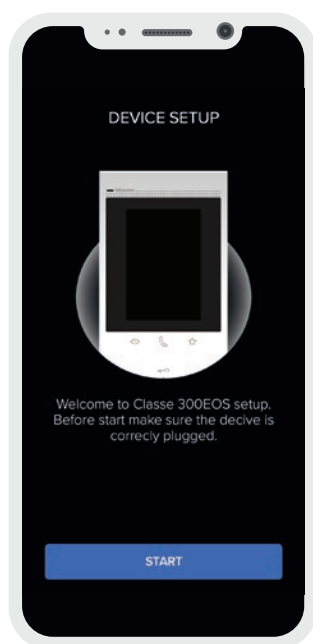 DEVICE SETUP
Welcome to Classe 300EOS setup.
Before start make sure the decive is
correcly plugged.
START